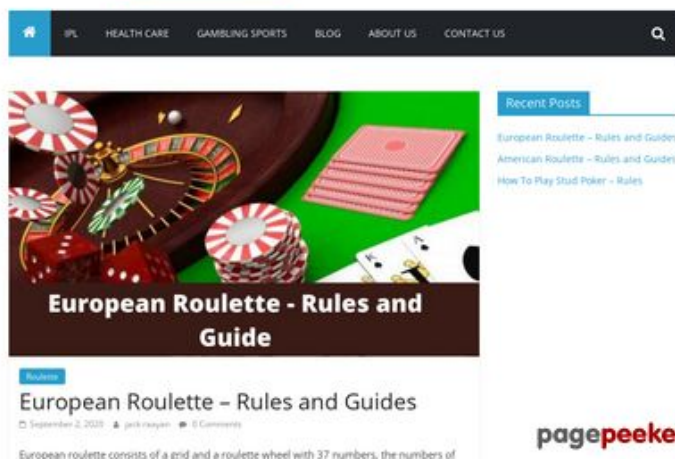 IPL HEALTH CARE GAMBLING SPORTS BLOG ABOUT US CONTACT US
European Roulette - Rules and
Guide
Roulette
European Roulette – Rules and Guides
September 2, 2020 jack raayan 0 Comments
European roulette consists of a grid and a roulette wheel with 37 numbers, the numbers of
Recent Posts
European Roulette – Rules and Guides
American Roulette – Rules and Guides
How To Play Stud Poker – Rules
pagepeeke